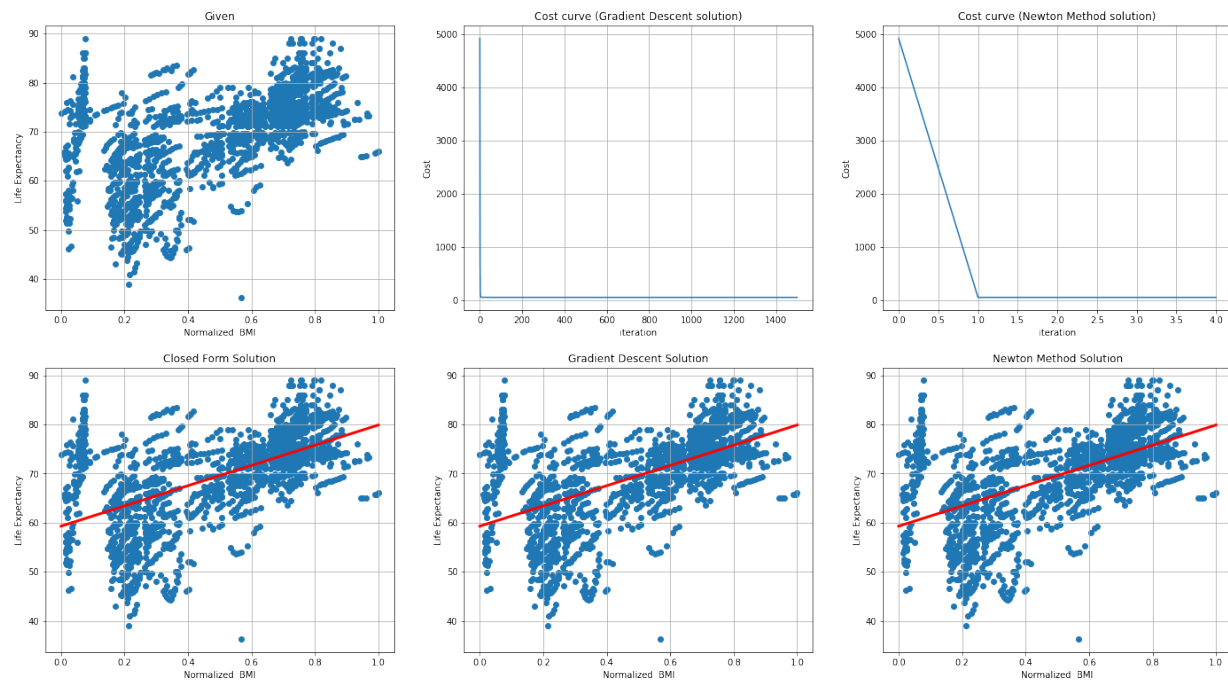 Given
90
80
70
60
50
40
Life Expectancy
0.0 0.2 0.4 0.6 0.8 1.0
Normalized BMI
Cost curve (Gradient Descent solution)
5000
4000
3000
2000
1000
0
Cost
0 200 400 600 800 1000 1200 1400
iteration
Cost curve (Newton Method solution)
5000
4000
3000
2000
1000
0
Cost
0.0 0.5 1.0 1.5 2.0 2.5 3.0 3.5 4.0
iteration
Closed Form Solution
90
80
70
60
50
40
Life Expectancy
0.0 0.2 0.4 0.6 0.8 1.0
Normalized BMI
Gradient Descent Solution
90
80
70
60
50
40
Life Expectancy
0.0 0.2 0.4 0.6 0.8 1.0
Normalized BMI
Newton Method Solution
90
80
70
60
50
40
Life Expectancy
0.0 0.2 0.4 0.6 0.8 1.0
Normalized BMI